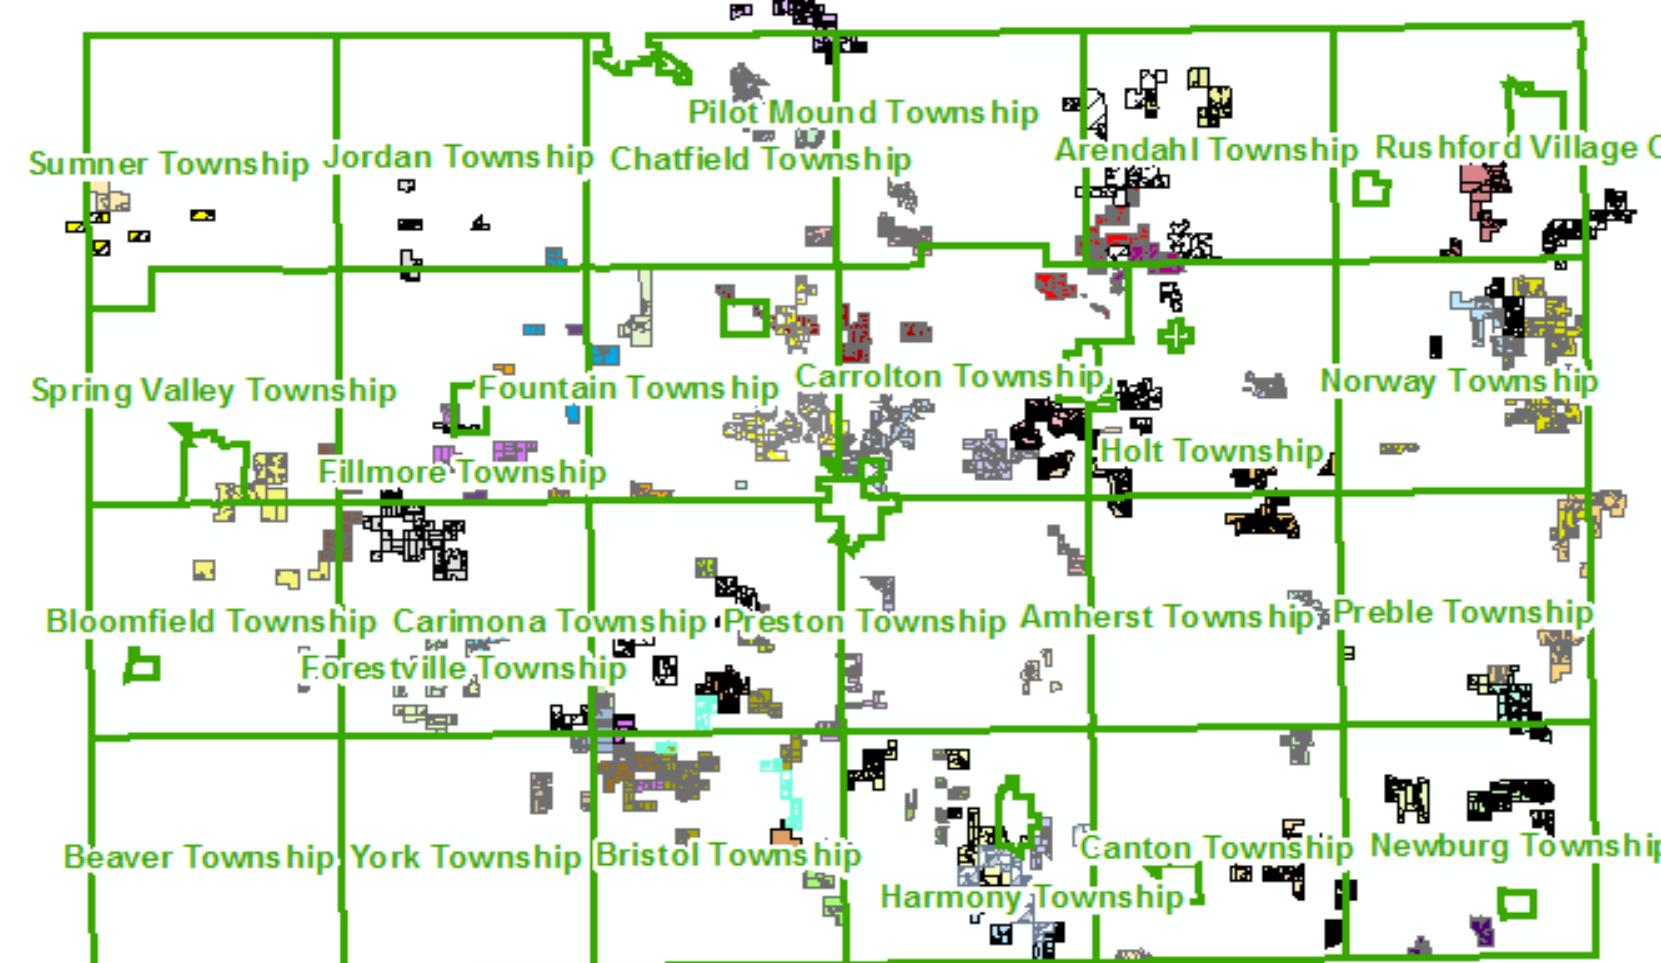 Pilot Mound Township
Sumner Township
Jordan Township
Chatfield Township
Arendahl Township
Rushford Village C
Spring Valley Township
Fountain Township
Carrolton Township
Norway Township
Fillmore Township
Holt Township
Bloomfield Township
Carimona Township
Preston Township
Amherst Township
Preble Township
Forestville Township
Beaver Township
York Township
Bristol Township
Canton Township
Newburg Township
Harmony Township